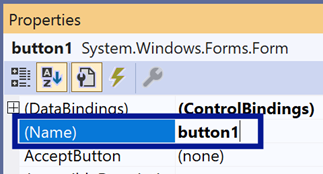 Properties
button1 System.Windows.Forms.Form
(DataBindings) (ControlBindings)
(Name) button1
AcceptButton (none)